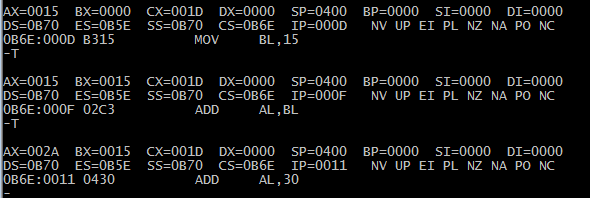 AX=0015  BX=0000  CX=001D  DX=0000  SP=0400  BP=0000  SI=0000  DI=0000
DS=0B70  ES=0B5E  SS=0B70  CS=0B6E  IP=000D   NV UP EI PL NZ NA PO NC
0B6E:000D B315          MOV     BL,15
-T
AX=0015  BX=0015  CX=001D  DX=0000  SP=0400  BP=0000  SI=0000  DI=0000
DS=0B70  ES=0B5E  SS=0B70  CS=0B6E  IP=000F   NV UP EI PL NZ NA PO NC
0B6E:000F 02C3          ADD     AL,BL
-T
AX=002A  BX=0015  CX=001D  DX=0000  SP=0400  BP=0000  SI=0000  DI=0000
DS=0B70  ES=0B5E  SS=0B70  CS=0B6E  IP=0011   NV UP EI PL NZ NA PO NC
0B6E:0011 0430          ADD     AL,30
-